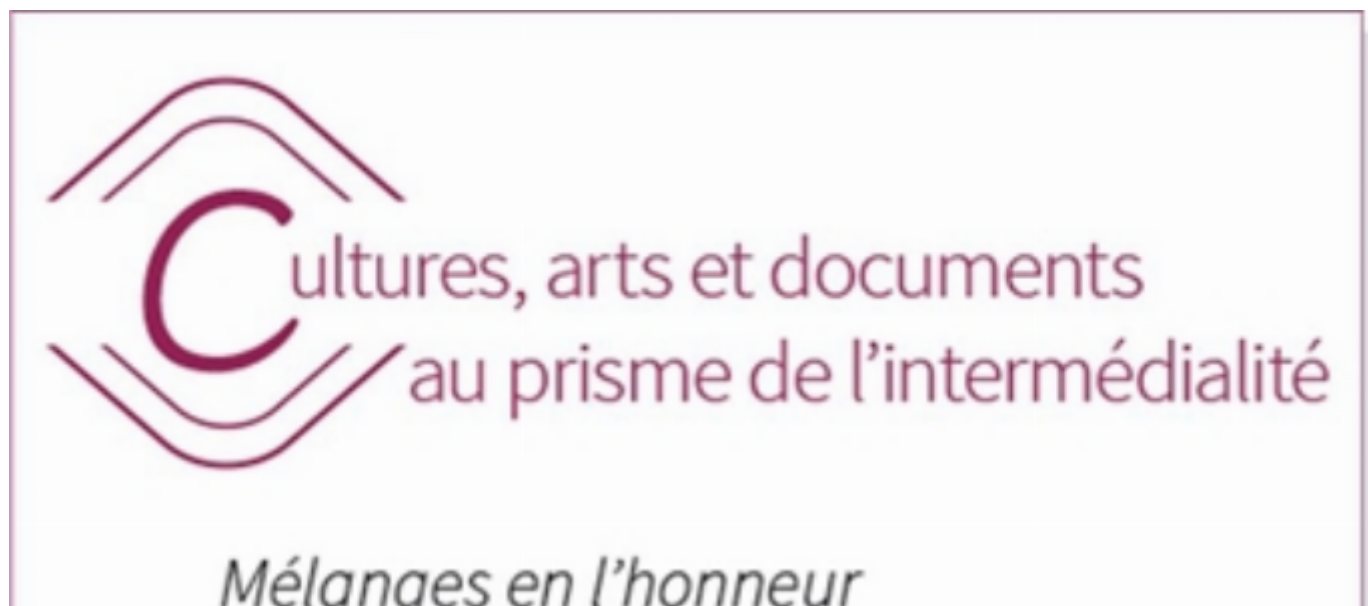 Cultures, arts et documents
au prisme de l'intermédialité
Mélanges en l'honneur